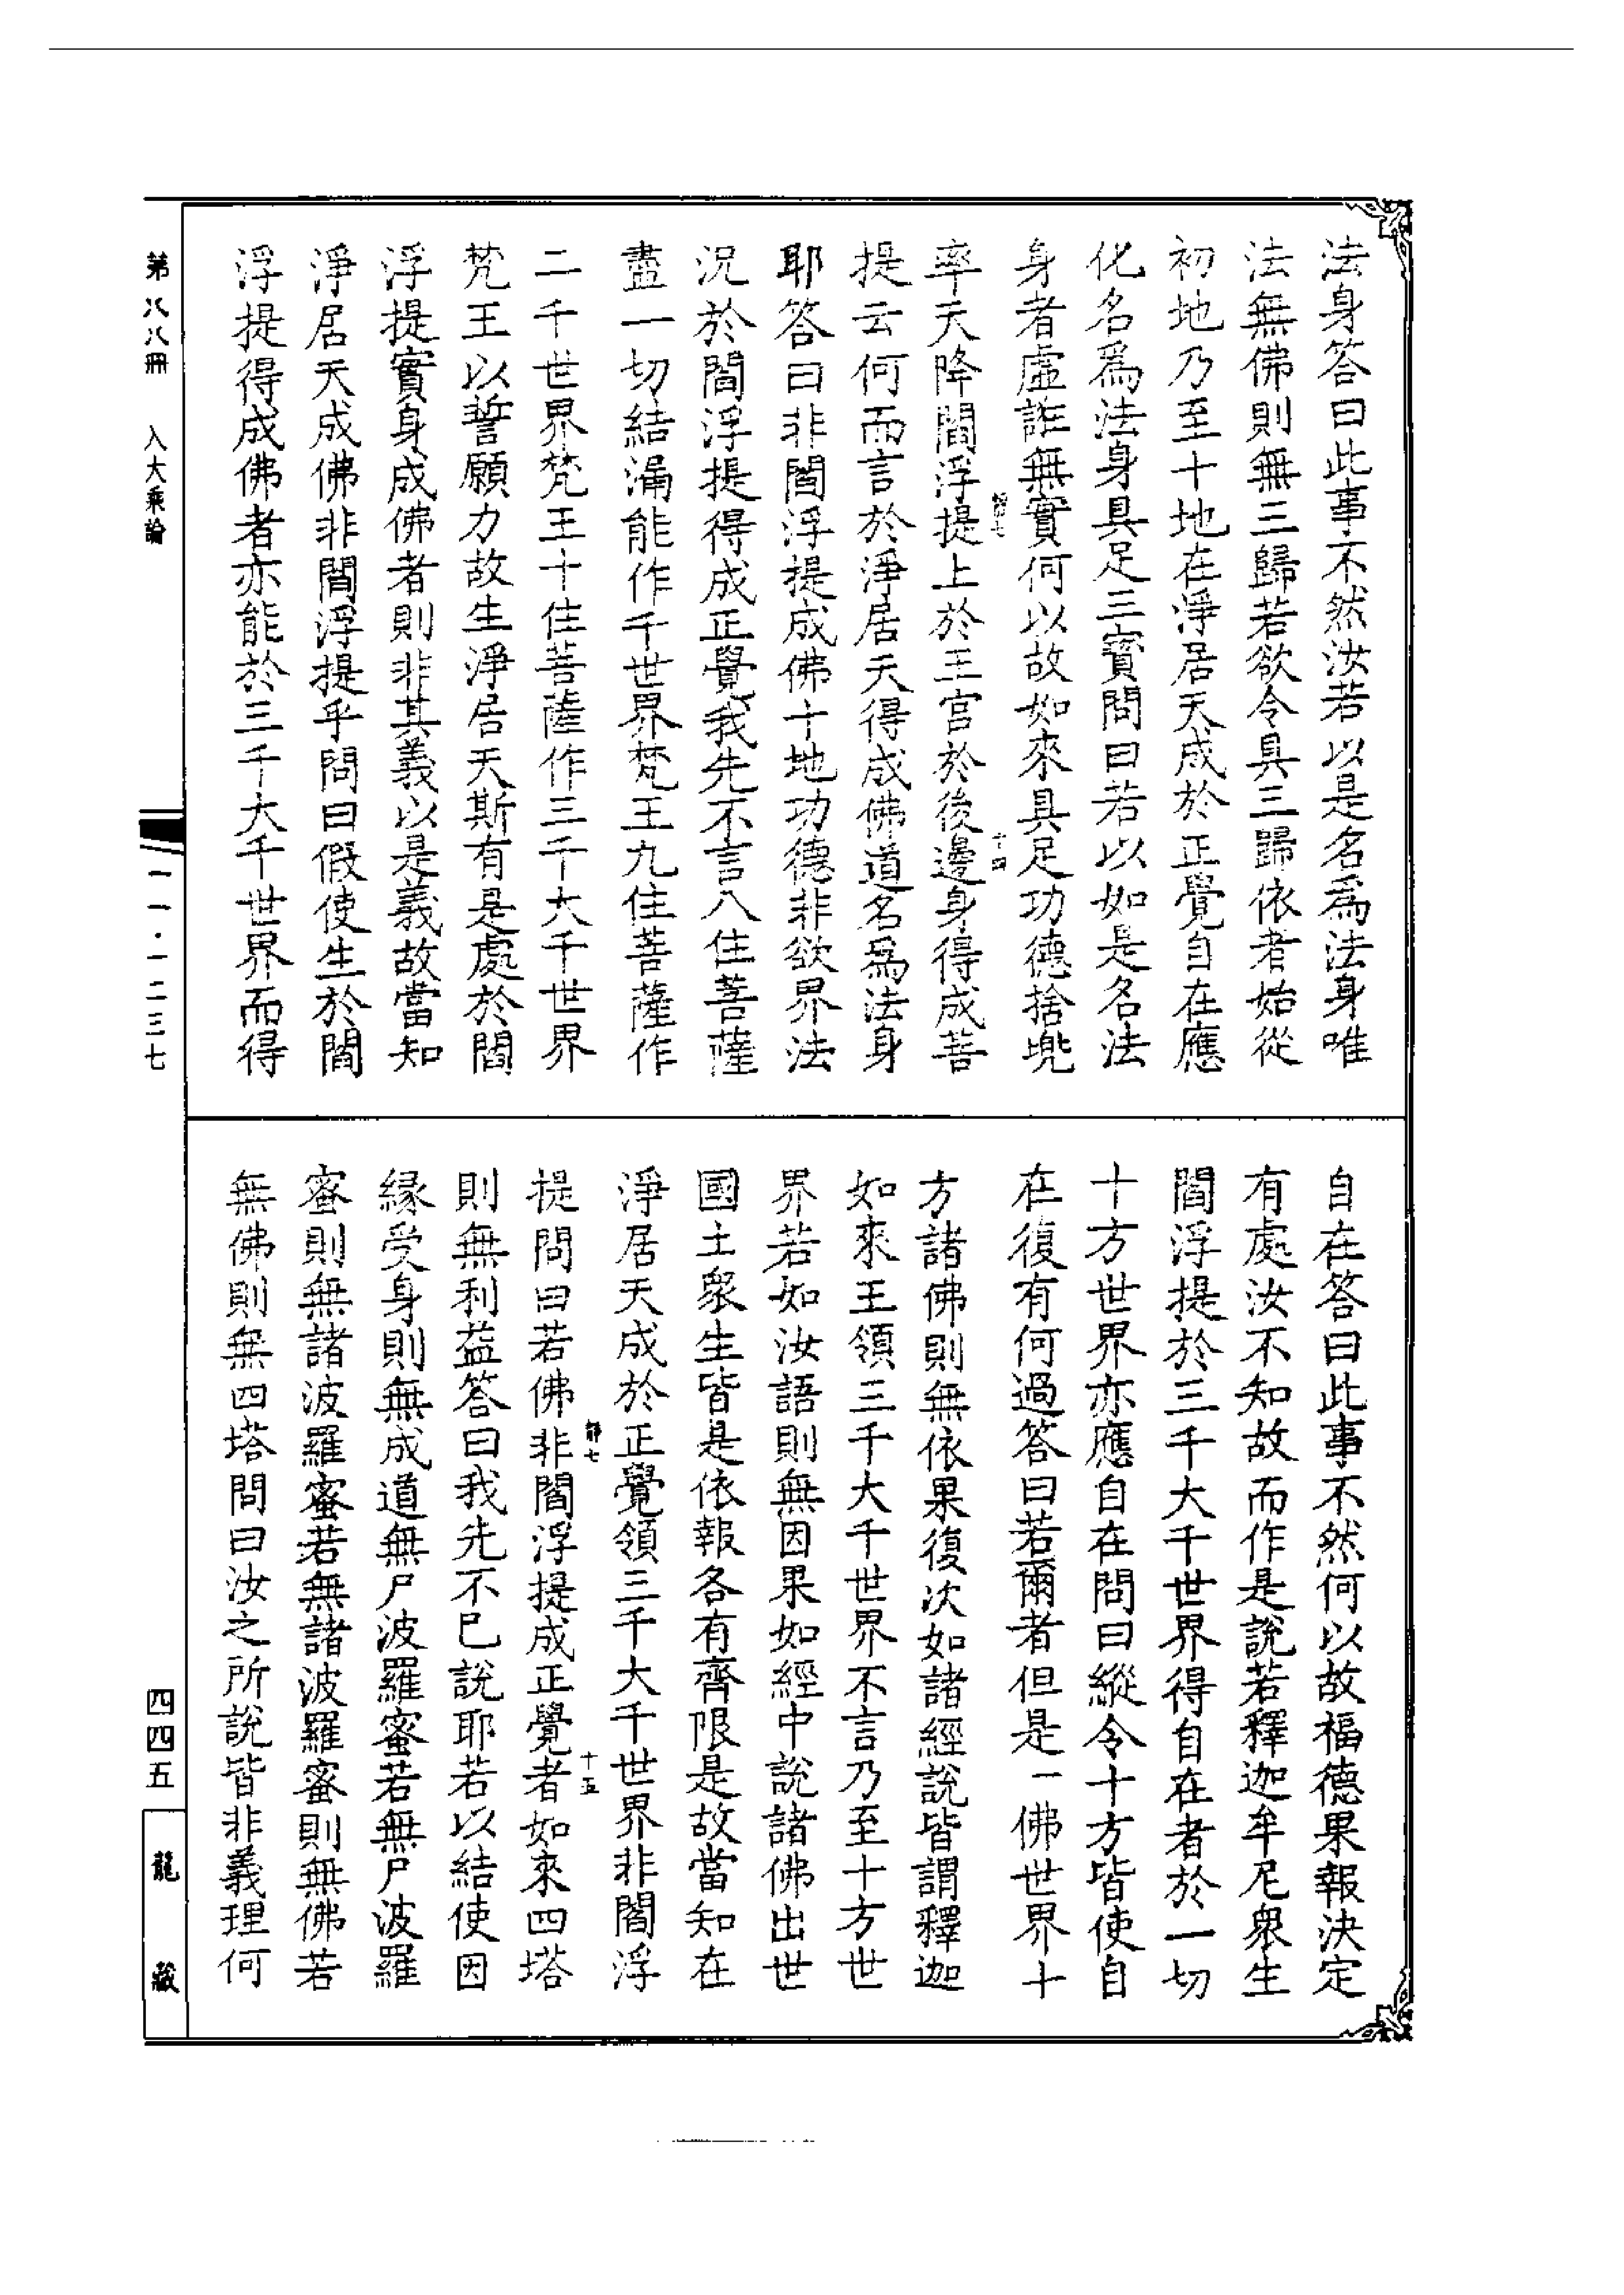 法身答曰此事不然汝若以是名爲法身唯
法無佛則無三歸若欲令具三歸依者始從
初地乃至十地在淨居天成於正覺自在應
化名爲法身具足三寶問曰若以如是名法
身者虛誑無實何以故如來具足功德捨兜
率天降閻浮提上於王宮於後邊身得成菩
提云何而言於淨居天得成佛道名爲法身
耶答曰非閻浮提成佛十地功德非欲界法
況於閻浮提得成正覺我先不言八住菩薩
盡一切結漏能作千世界梵王九住菩薩作
二千世界梵王十住菩薩作三千大千世界
梵王以誓願力故生淨居天斯有是處於閻
浮提實身成佛者則非其義以是義故當知
淨居天成佛非閻浮提乎問曰假使生於閻
浮提得成佛者亦能於三千大千世界而得
自在答曰此事不然何以故福德果報決定
有處汝不知故而作是說若釋迦牟尼衆生
閻浮提於三千大千世界得自在者於一切
十方世界亦應自在問曰縱令十方皆使自
在復有何過答曰若爾者但是一佛世界十
方諸佛則無依果復次如諸經說皆謂釋迦
如來王領三千大千世界不言乃至十方世
界若如汝語則無因果如經中說諸佛出世
國土衆生皆是依報各有齊限是故當知在
淨居天成於正覺領三千大千世界非閻浮
提問曰若佛非閻浮提成正覺者如來四塔
則無利益答曰我先不已說耶若以結使因
緣受身則無成道無尸波羅蜜若無尸波羅
蜜則無諸波羅蜜若無諸波羅蜜則無佛若
無佛則無四塔問曰汝之所說皆非義理何
靜七
十四
靜七
十五
第八八冊 入大乘論
一一·一二三七
四四五
龍藏